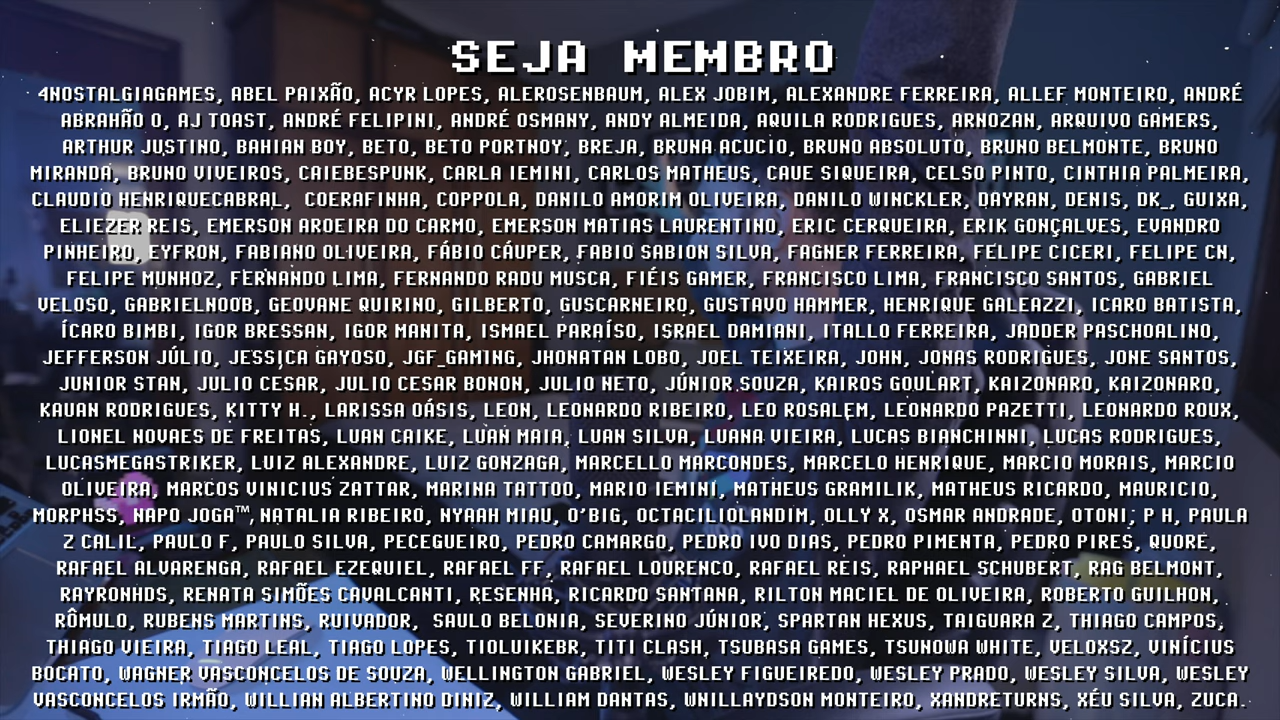 SEJA MEMBRO
4NOSTALGIAGAMES, ABEL PAIXÃO, ACYR LOPES, ALEROSENBAUM, ALEX JOBIM, ALEXANDRE FERREIRA, ALLEF MONTEIRO, ANDRÉ
ABRAHÃO O, AJ TOAST, ANDRÉ FELIPINI, ANDRÉ OSMANY, ANDY ALMEIDA, AQUILA RODRIGUES, ARNOZAN, ARQUIVO GAMERS,
ARTHUR JUSTINO, BAHIAN BOY, BETO, BETO PORTNOY, BREJA, BRUNA ACUCIO, BRUNO ABSOLUTO, BRUNO BELMONTE, BRUNO
MIRANDA, BRUNO VIVEIROS, CAIEBESPUNK, CARLA IEMINI, CARLOS MATHEUS, CAUE SIQUEIRA, CELSO PINTO, CINTHIA PALMEIRA,
CLAUDIO HENRIQUECABRAL, COERAFINHA, COPPOLA, DANILO AMORIM OLIVEIRA, DANILO WINCKLER, DAYRAN, DENIS, DK_, GUIXA,
ELIEZER REIS, EMERSON AROEIRA DO CARMO, EMERSON MATIAS LAURENTINO, ERIC CERQUEIRA, ERIK GONÇALVES, EVANDRO
PINHEIRO, EYFRON, FABIANO OLIVEIRA, FÁBIO CÁUPER, FABIO SABION SILVA, FAGNER FERREIRA, FELIPE CICERI, FELIPE CN,
FELIPE MUNHOZ, FERNANDO LIMA, FERNANDO RADU MUSCA, FIÉIS GAMER, FRANCISCO LIMA, FRANCISCO SANTOS, GABRIEL
VELOSO, GABRIELNOOB, GEOVANE QUIRINO, GILBERTO, GUSCARNEIRO, GUSTAVO HAMMER, HENRIQUE GALEAZZI, ICARO BATISTA,
ÍCARO BIMBI, IGOR BRESSAN, IGOR MANITA, ISMAEL PARAÍSO, ISRAEL DAMIANI, ITALLO FERREIRA, JADDER PASCHOALINO,
JEFFERSON JÚLIO, JESSICA GAYOSO, JGF_GAM1NG, JHONATAN LOBO, JOEL TEIXEIRA, JOHN, JONAS RODRIGUES, JONE SANTOS,
JUNIOR STAN, JULIO CESAR, JULIO CESAR BONON, JULIO NETO, JÚNIOR SOUZA, KAIROS GOULART, KAIZONARO, KAIZONARO,
KAUAN RODRIGUES, KITTY H., LARISSA OÁSIS, LEON, LEONARDO RIBEIRO, LEO ROSALEM, LEONARDO PAZETTI, LEONARDO ROUX,
LIONEL NOVAES DE FREITAS, LUAN CAIKE, LUAN MAIA, LUAN SILVA, LUANA VIEIRA, LUCAS BIANCHINNI, LUCAS RODRIGUES,
LUCASMEGASTRIKER, LUIZ ALEXANDRE, LUIZ GONZAGA, MARCELLO MARCONDES, MARCELO HENRIQUE, MARCIO MORAIS, MARCIO
OLIVEIRA, MARCOS VINICIUS ZATTAR, MARINA TATTOO, MARIO IEMINI, MATHEUS GRAMILIK, MATHEUS RICARDO, MAURICIO,
MORPHSS, NAPO JOGA™, NATALIA RIBEIRO, NYAAH MIAU, O'BIG, OCTACILIOLANDIM, OLLY X, OSMAR ANDRADE, OTONI, P H, PAULA
Z CALIL, PAULO F, PAULO SILVA, PECEGUEIRO, PEDRO CAMARGO, PEDRO IVO DIAS, PEDRO PIMENTA, PEDRO PIRES, QUORE,
RAFAEL ALVARENGA, RAFAEL EZEQUIEL, RAFAEL FF, RAFAEL LOURENCO, RAFAEL REIS, RAPHAEL SCHUBERT, RAG BELMONT,
RAYRONHDS, RENATA SIMÕES CAVALCANTI, RESENHA, RICARDO SANTANA, RILTON MACIEL DE OLIVEIRA, ROBERTO GUILHON,
RÔMULO, RUBENS MARTINS, RUIVADOR, SAULO BELONIA, SEVERINO JÚNIOR, SPARTAN HEXUS, TAIGUARA Z, THIAGO CAMPOS,
THIAGO VIEIRA, TIAGO LEAL, TIAGO LOPES, TIOLUIKEBR, TITI CLASH, TSUBASA GAMES, TSUNOWA WHITE, VELOXSZ, VINÍCIUS
BOCATO, WAGNER VASCONCELOS DE SOUZA, WELLINGTON GABRIEL, WESLEY FIGUEIREDO, WESLEY PRADO, WESLEY SILVA, WESLEY
VASCONCELOS IRMÃO, WILLIAN ALBERTINO DINIZ, WILLIAM DANTAS, WNILLAYDSON MONTEIRO, XANDRETURNS, XÉU SILVA, ZUCA.